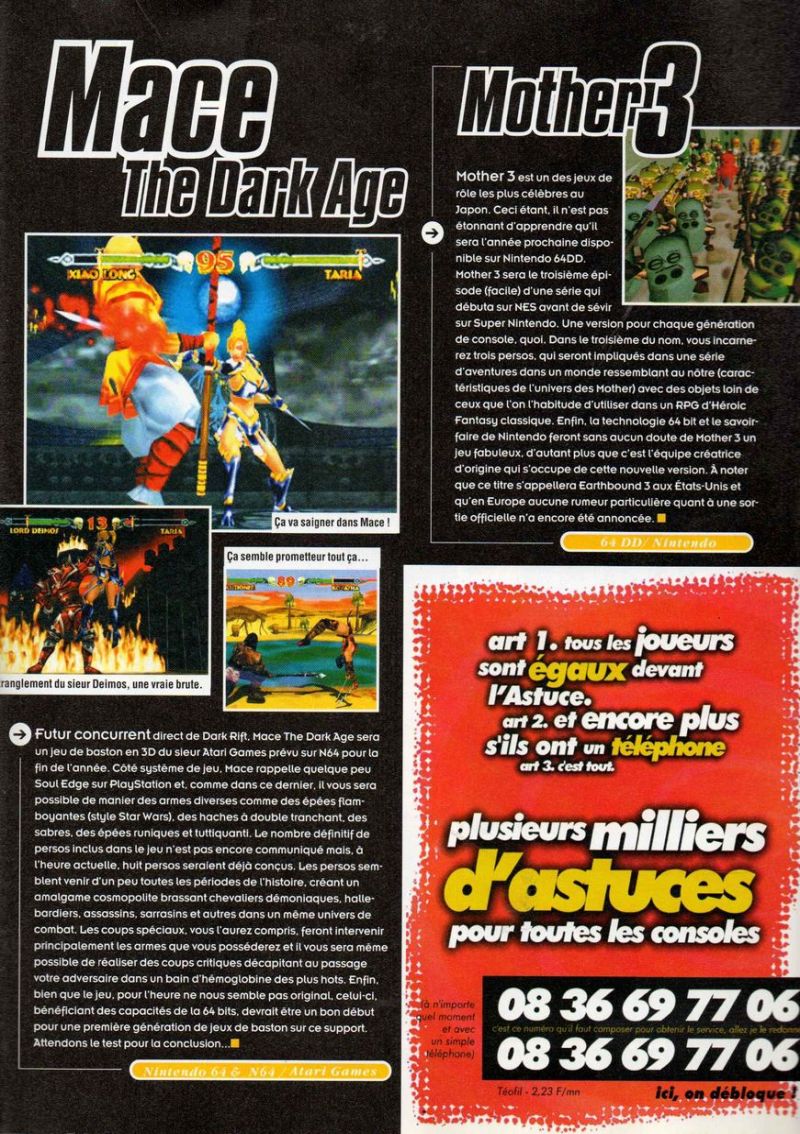 Mace
The Dark Age
95
XIAO LONG
TARIA
Ça va saigner dans Mace !
13
LORD DEIMOS
TARIA
tranglement du sieur Deimos, une vraie brute.
Ça semble prometteur tout ça...
89
Futur concurrent direct de Dark Rift, Mace The Dark Age sera
un jeu de baston en 3D du sieur Atari Games prévu sur N64 pour la
fin de l'année. Côté système de jeu, Mace rappelle quelque peu
Soul Edge sur PlayStation et, comme dans ce dernier, il vous sera
possible de manier des armes diverses comme des épées flam-
boyantes (style Star Wars), des haches à double tranchant, des
sabres, des épées runiques et tuttiquanti. Le nombre définitif de
persos inclus dans le jeu n'est pas encore communiqué mais, à
l'heure actuelle, huit persos seraient déjà conçus. Les persos sem-
blent venir d'un peu toutes les périodes de l'histoire, créant un
amalgame cosmopolite brassant chevaliers démoniaques, halle-
bardiers, assassins, sarrasins et autres dans un même univers de
combat. Les coups spéciaux, vous l'aurez compris, feront intervenir
principalement les armes que vous posséderez et il vous sera même
possible de réaliser des coups critiques décapitant au passage
votre adversaire dans un bain d'hémoglobine des plus hots. Enfin,
bien que le jeu, pour l'heure ne nous semble pas original, celui-ci,
bénéficiant des capacités de la 64 bits, devrait être un bon début
pour une première génération de jeux de baston sur ce support.
Attendons le test pour la conclusion...
Nintendo 64 & N64 / Atari Games
Mother 3
Mother 3 est un des jeux de
rôle les plus célèbres au
Japon. Ceci étant, il n'est pas
étonnant d'apprendre qu'il
sera l'année prochaine dispo-
nible sur Nintendo 64DD.
Mother 3 sera le troisième épi-
sode (facile) d'une série qui
débuta sur NES avant de sévir
sur Super Nintendo. Une version pour chaque génération
de console, quoi. Dans le troisième du nom, vous incarne-
rez trois persos, qui seront impliqués dans une série
d'aventures dans un monde ressemblant au nôtre (carac-
téristiques de l'univers des Mother) avec des objets loin de
ceux que l'on l'habitude d'utiliser dans un RPG d'Héroic
Fantasy classique. Enfin, la technologie 64 bit et le savoir-
faire de Nintendo feront sans aucun doute de Mother 3 un
jeu fabuleux, d'autant plus que c'est l'équipe créatrice
d'origine qui s'occupe de cette nouvelle version. À noter
que ce titre s'appellera Earthbound 3 aux États-Unis et
qu'en Europe aucune rumeur particulière quant à une sor-
tie officielle n'a encore été annoncée.
64 DD/ Nintendo
art 1. tous les joueurs
sont égaux devant
l'Astuce.
art 2. et encore plus
s'ils ont un téléphone
art 3. c'est tout.
plusieurs milliers
d'astuces
pour toutes les consoles
(à n'importe
quel moment
et avec
un simple
téléphone)
08 36 69 77 06
c'est ce numéro qu'il faut composer pour obtenir le service, allez je le redonne
08 36 69 77 06
Téofil - 2,23 F/mn
ici, on débloque !